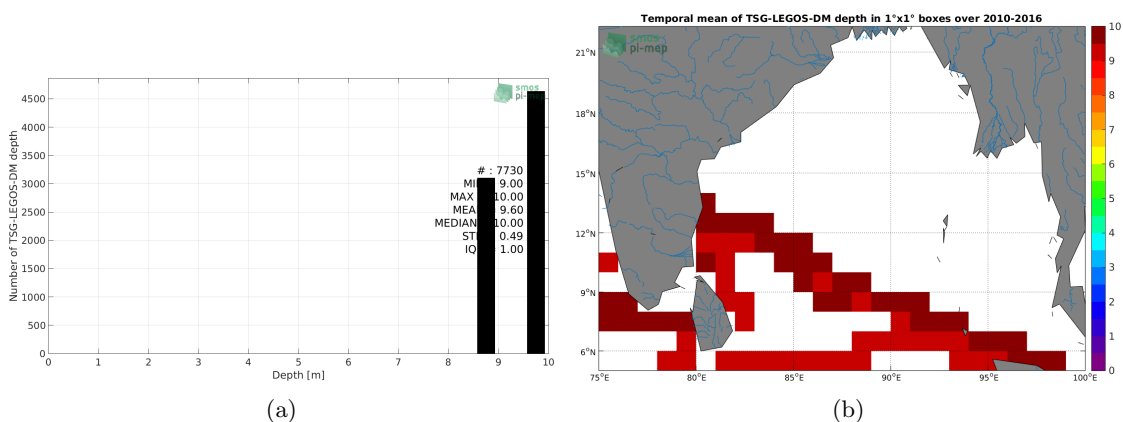 Temporal mean of TSG-LEGOS-DM depth in 1°x1° boxes over 2010-2016
smos
pi-mep
Number of TSG-LEGOS-DM depth
4500
4000
3500
3000
2500
2000
1500
1000
500
0
# : 7730
9.00
MAX 10.00
MEA 9.60
MEDIAN 10.00
0.49
IQ 1.00
0 1 2 3 4 5 6 7 8 9 10
Depth [m]
(a)
smos
pi-mep
21°N
18°N
15°N
12°N
9°N
6°N
75°E 80°E 85°E 90°E 95°E 100°E
10
9
8
7
6
5
4
3
2
1
0
(b)